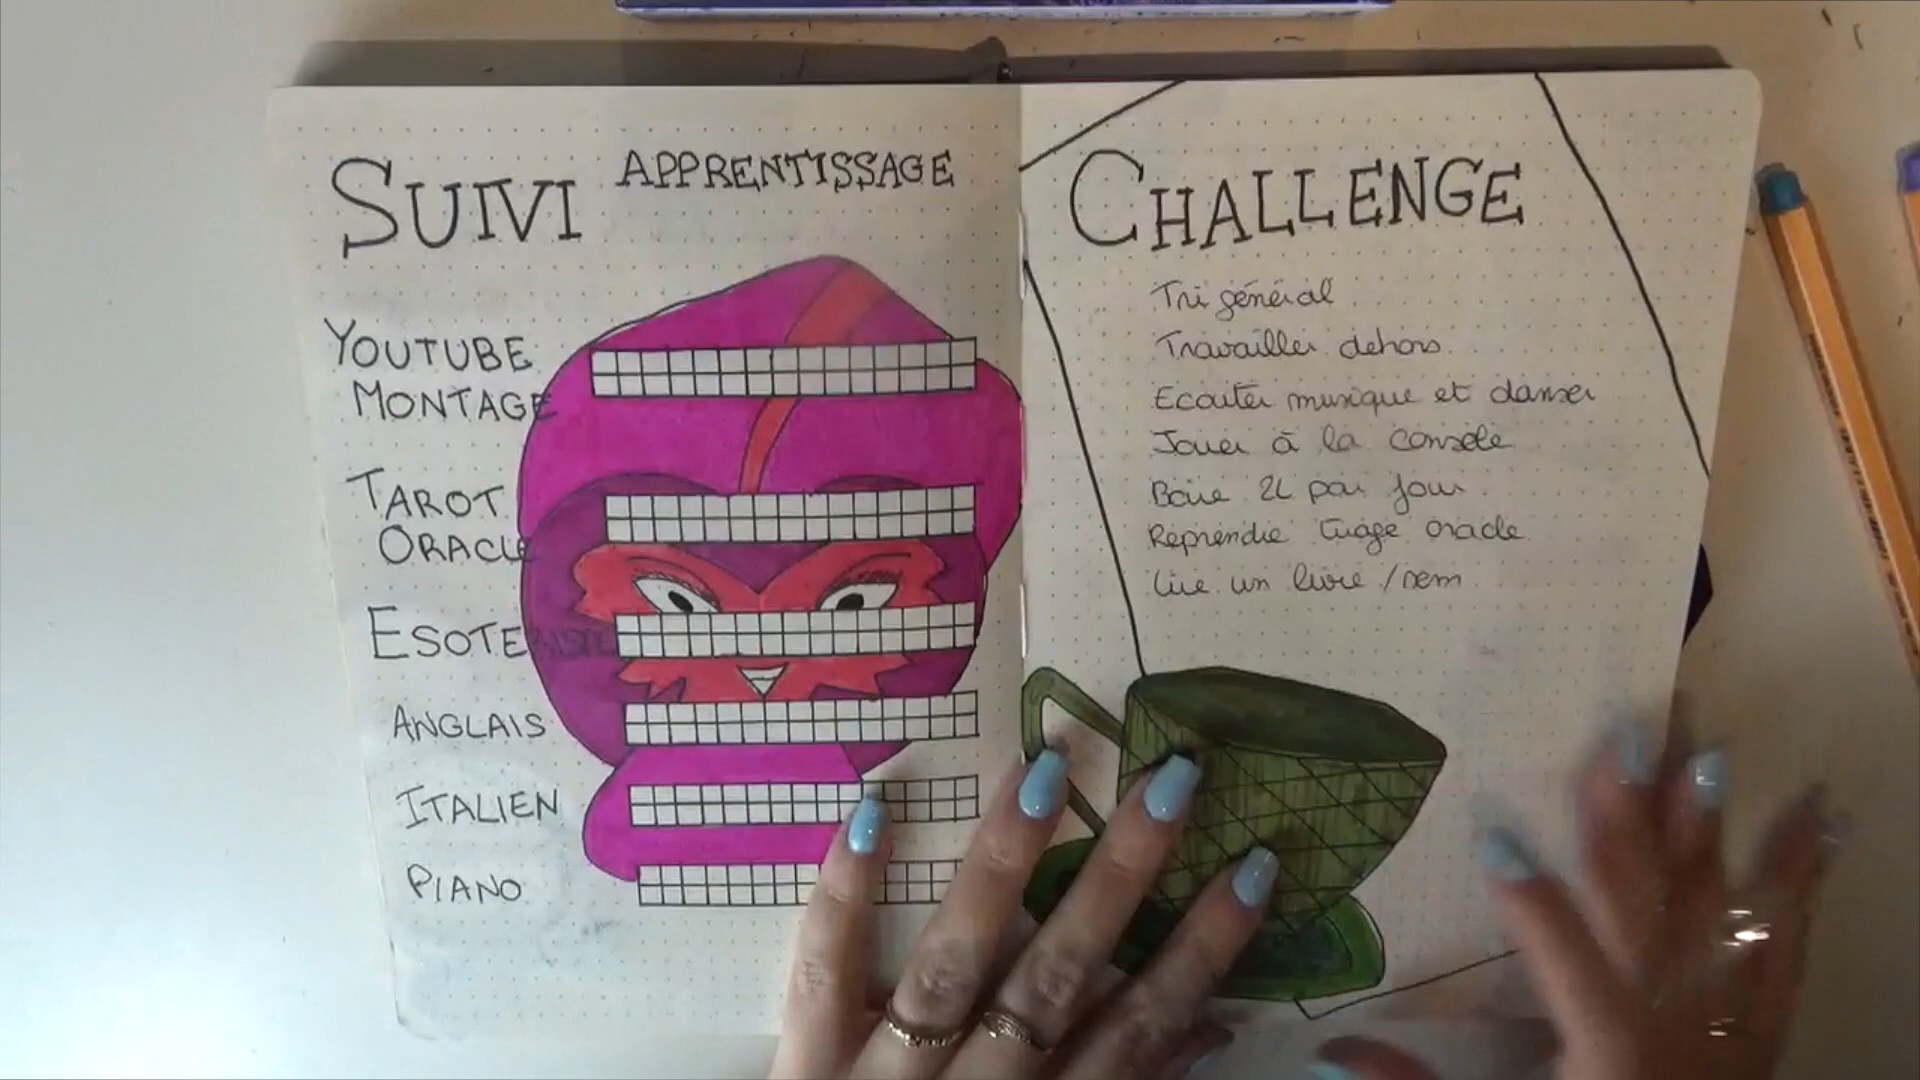 SUIVI APPRENTISSAGE
YOUTUBE
MONTAGE
TAROT
ORACLE
ESOTERISME
ANGLAIS
ITALIEN
PIANO
CHALLENGE
Tri général
Travailler dehors
Ecouter musique et danser
Jouer à la console
Boire 2L par jour
Reprendre tirage oracle
Lire un livre /sem